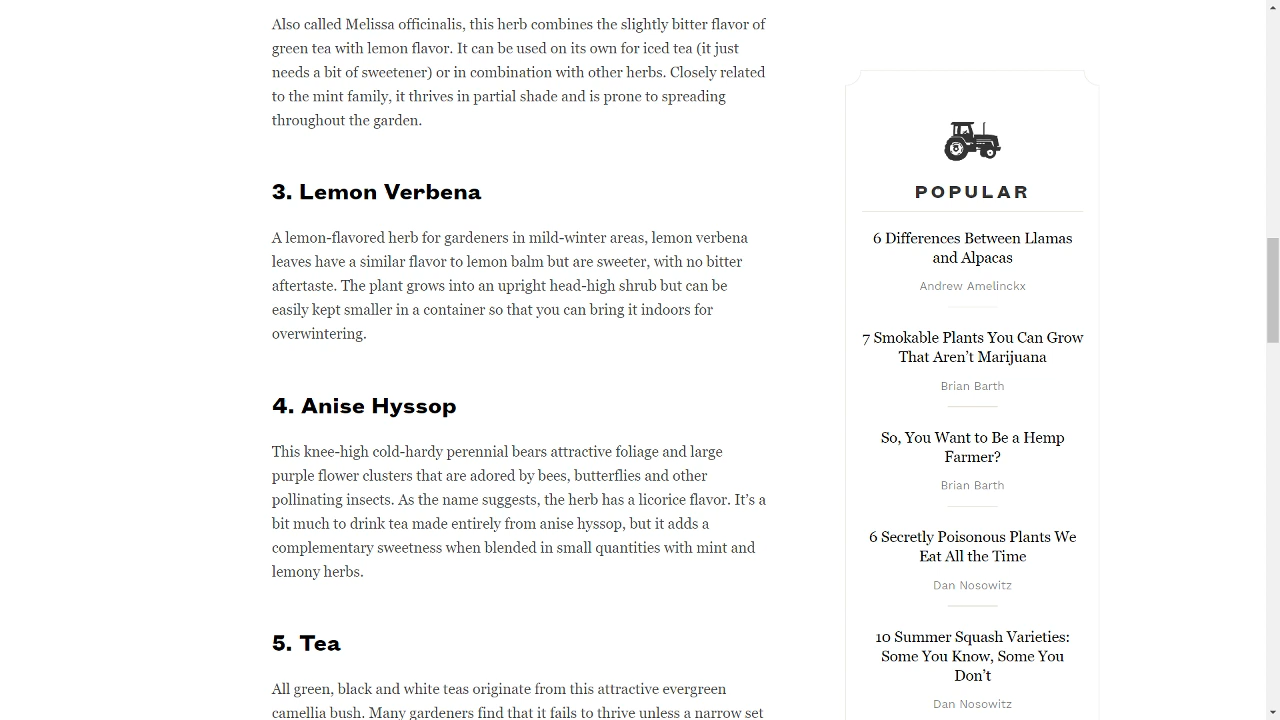 Also called Melissa officinalis, this herb combines the slightly bitter flavor of
green tea with lemon flavor. It can be used on its own for iced tea (it just
needs a bit of sweetener) or in combination with other herbs. Closely related
to the mint family, it thrives in partial shade and is prone to spreading
throughout the garden.
3. Lemon Verbena
A lemon-flavored herb for gardeners in mild-winter areas, lemon verbena
leaves have a similar flavor to lemon balm but are sweeter, with no bitter
aftertaste. The plant grows into an upright head-high shrub but can be
easily kept smaller in a container so that you can bring it indoors for
overwintering.
4. Anise Hyssop
This knee-high cold-hardy perennial bears attractive foliage and large
purple flower clusters that are adored by bees, butterflies and other
pollinating insects. As the name suggests, the herb has a licorice flavor. It's a
bit much to drink tea made entirely from anise hyssop, but it adds a
complementary sweetness when blended in small quantities with mint and
lemony herbs.
5. Tea
All green, black and white teas originate from this attractive evergreen
camellia bush. Many gardeners find that it fails to thrive unless a narrow set
POPULAR
6 Differences Between Llamas
and Alpacas
Andrew Amelinckx
7 Smokable Plants You Can Grow
That Aren't Marijuana
Brian Barth
So, You Want to Be a Hemp
Farmer?
Brian Barth
6 Secretly Poisonous Plants We
Eat All the Time
Dan Nosowitz
10 Summer Squash Varieties:
Some You Know, Some You
Don't
Dan Nosowitz